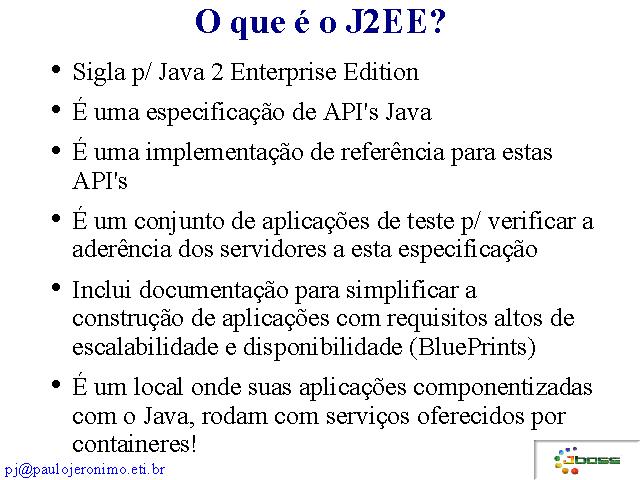 O que é o J2EE?
• Sigla p/ Java 2 Enterprise Edition
• É uma especificação de API's Java
• É uma implementação de referência para estas
API's
• É um conjunto de aplicações de teste p/ verificar a
aderência dos servidores a esta especificação
• Inclui documentação para simplificar a
construção de aplicações com requisitos altos de
escalabilidade e disponibilidade (BluePrints)
• É um local onde suas aplicações componentizadas
com o Java, rodam com serviços oferecidos por
containeres!
pj@paulojeronimo.eti.br
JBoss